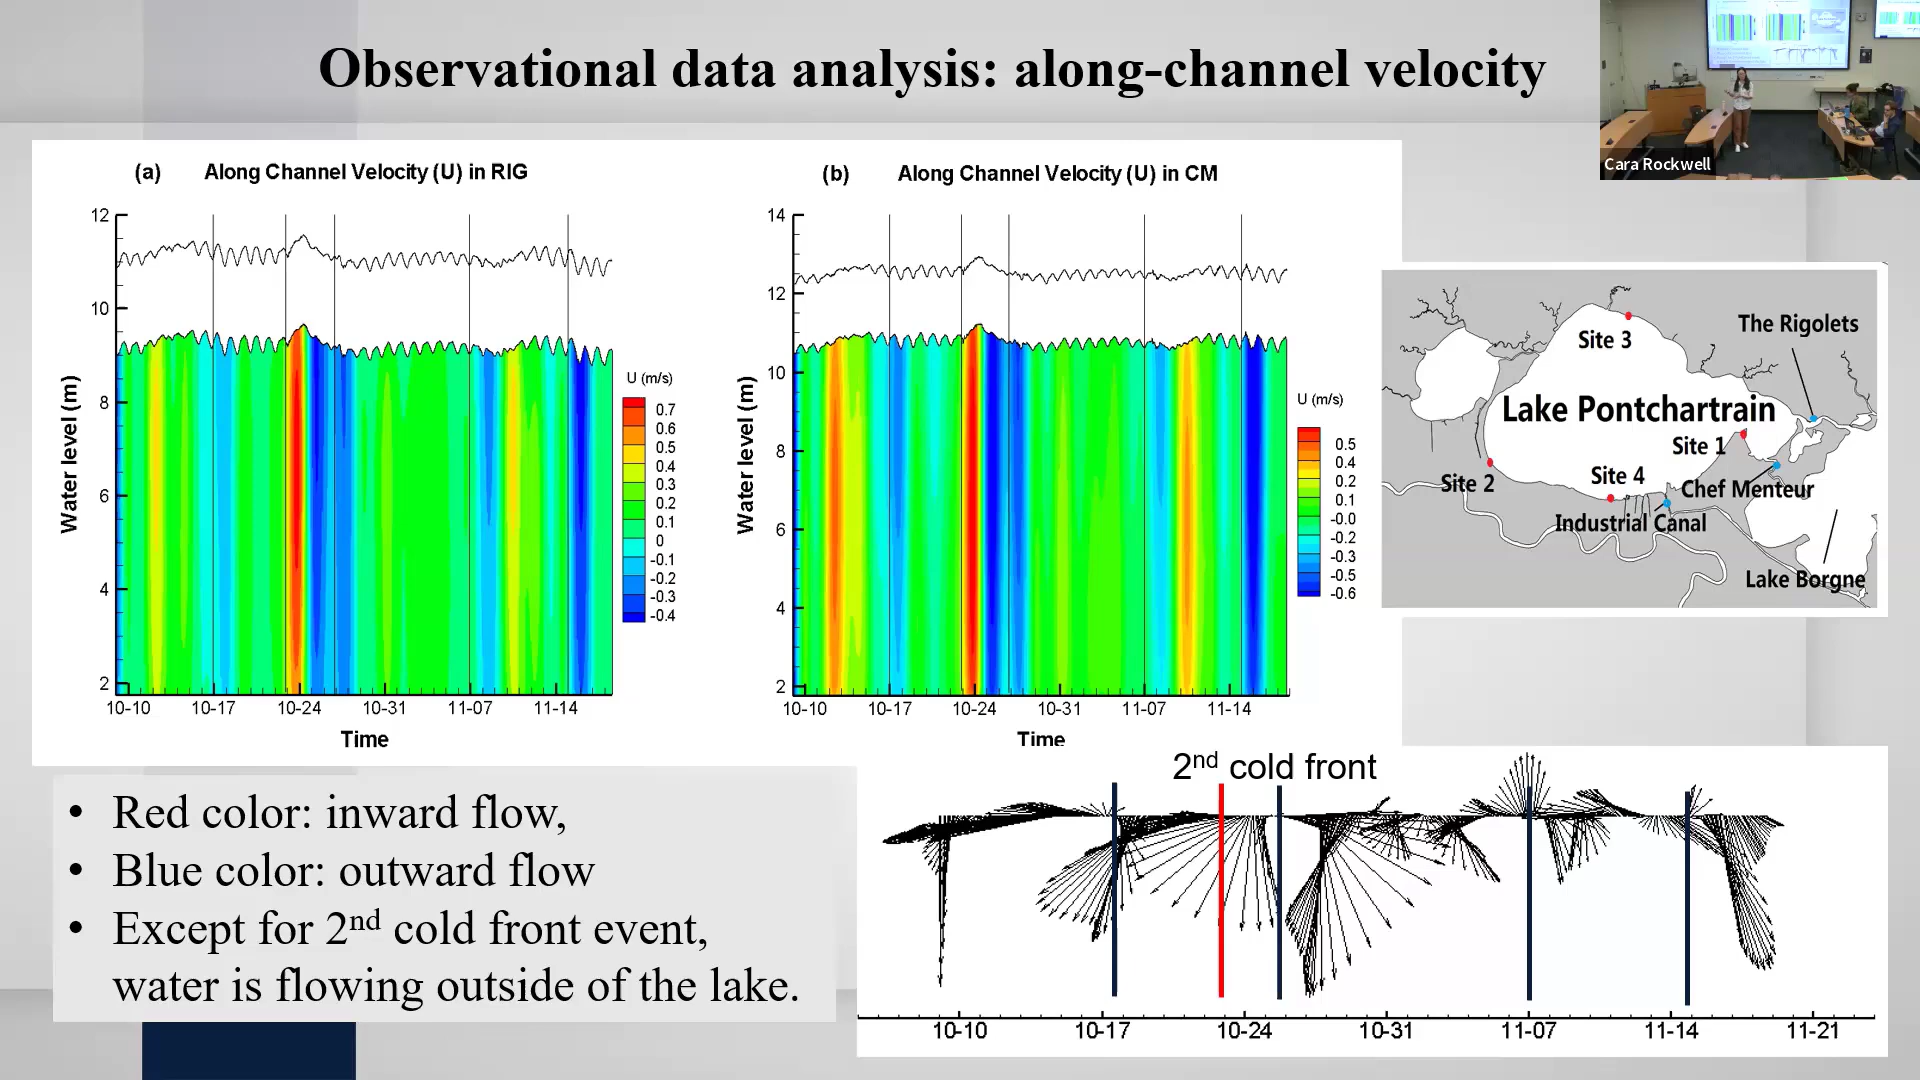 Observational data analysis: along-channel velocity
Cara Rockwell
(a) Along Channel Velocity (U) in RIG
12
10
8
6
4
2
Water level (m)
10-10 10-17 10-24 10-31 11-07 11-14
Time
U (m/s)
0.7
0.6
0.5
0.4
0.3
0.2
0.1
0
-0.1
-0.2
-0.3
-0.4
(b) Along Channel Velocity (U) in CM
14
12
10
8
6
4
2
Water level (m)
10-10 10-17 10-24 10-31 11-07 11-14
Time
U (m/s)
0.5
0.4
0.2
0.1
-0.0
-0.2
-0.3
-0.5
-0.6
The Rigolets
Site 3
Lake Pontchartrain
Site 1
Site 4
Site 2
Chef Menteur
Industrial Canal
Lake Borgne
• Red color: inward flow,
• Blue color: outward flow
• Except for 2nd cold front event,
water is flowing outside of the lake.
2nd cold front
10-10 10-17 10-24 10-31 11-07 11-14 11-21